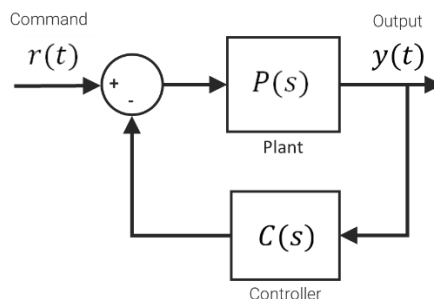 Command
Output
r(t)
y(t)
+
-
P(s)
Plant
C(s)
Controller